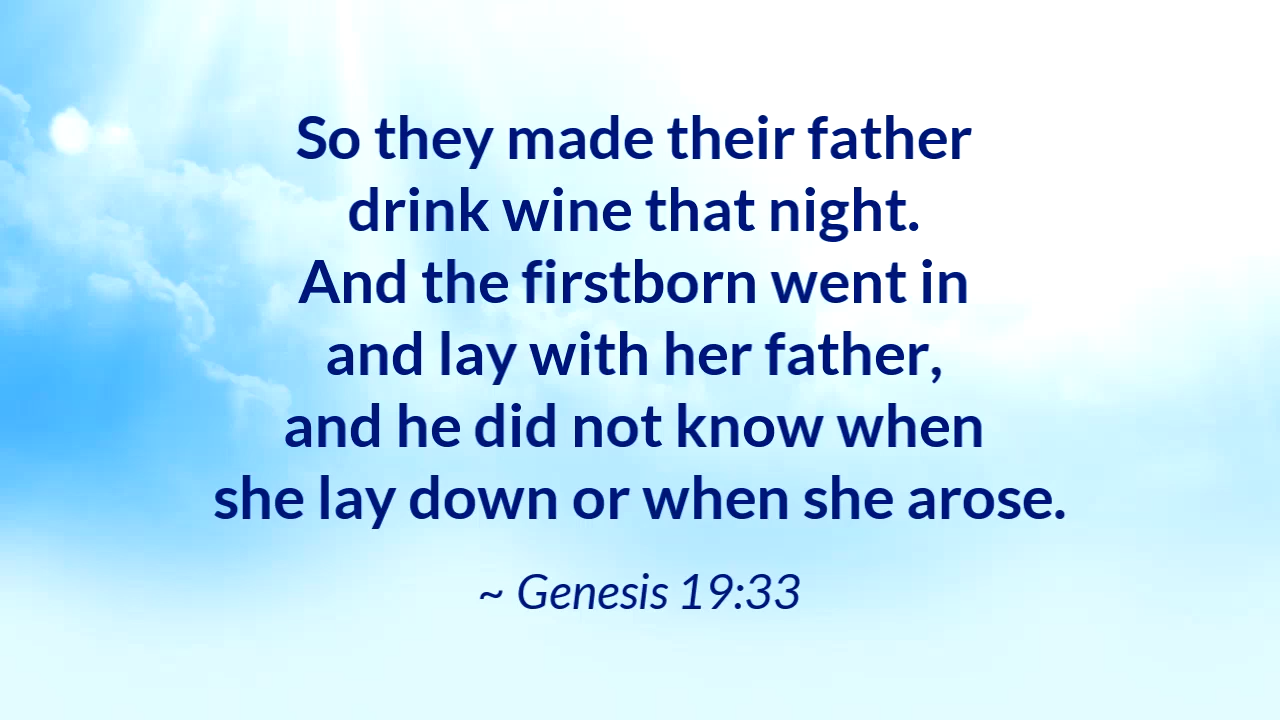 So they made their father
drink wine that night.
And the firstborn went in
and lay with her father,
and he did not know when
she lay down or when she arose.
~ Genesis 19:33